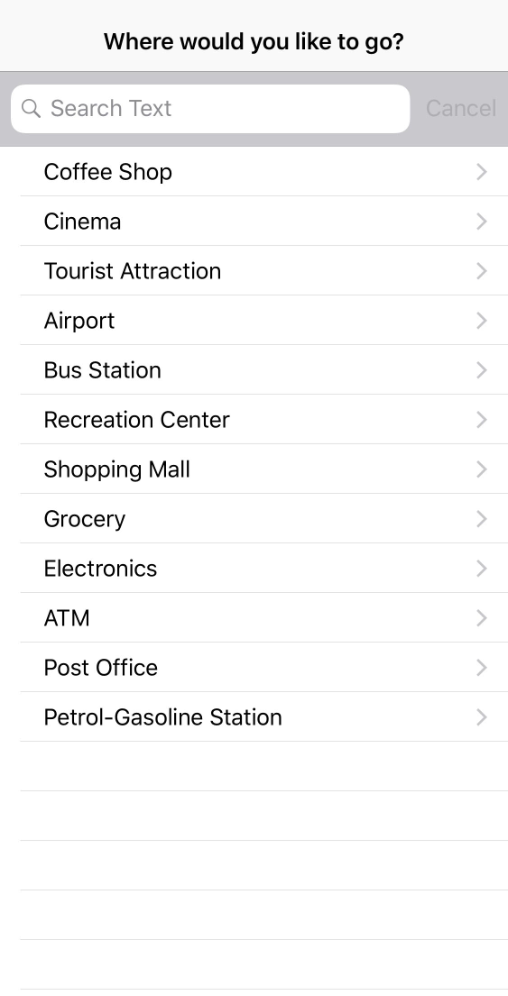 Where would you like to go?
Search Text Cancel
Coffee Shop
Cinema
Tourist Attraction
Airport
Bus Station
Recreation Center
Shopping Mall
Grocery
Electronics
ATM
Post Office
Petrol-Gasoline Station